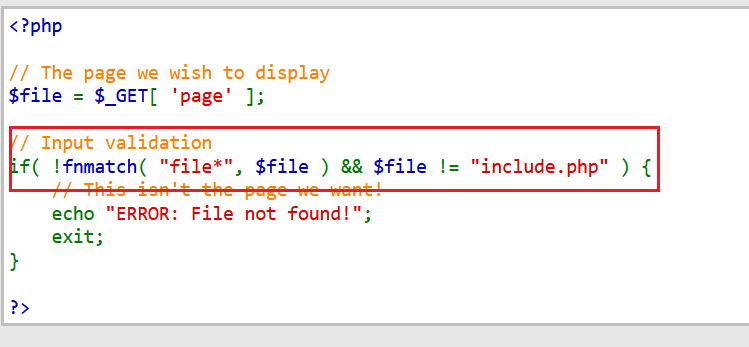 <?php
// The page we wish to display
$file = $_GET[ 'page' ];
// Input validation
if( !fnmatch( "file*", $file ) && $file != "include.php" ) {
// This isn't the page we want!
echo "ERROR: File not found!";
exit;
}
?>